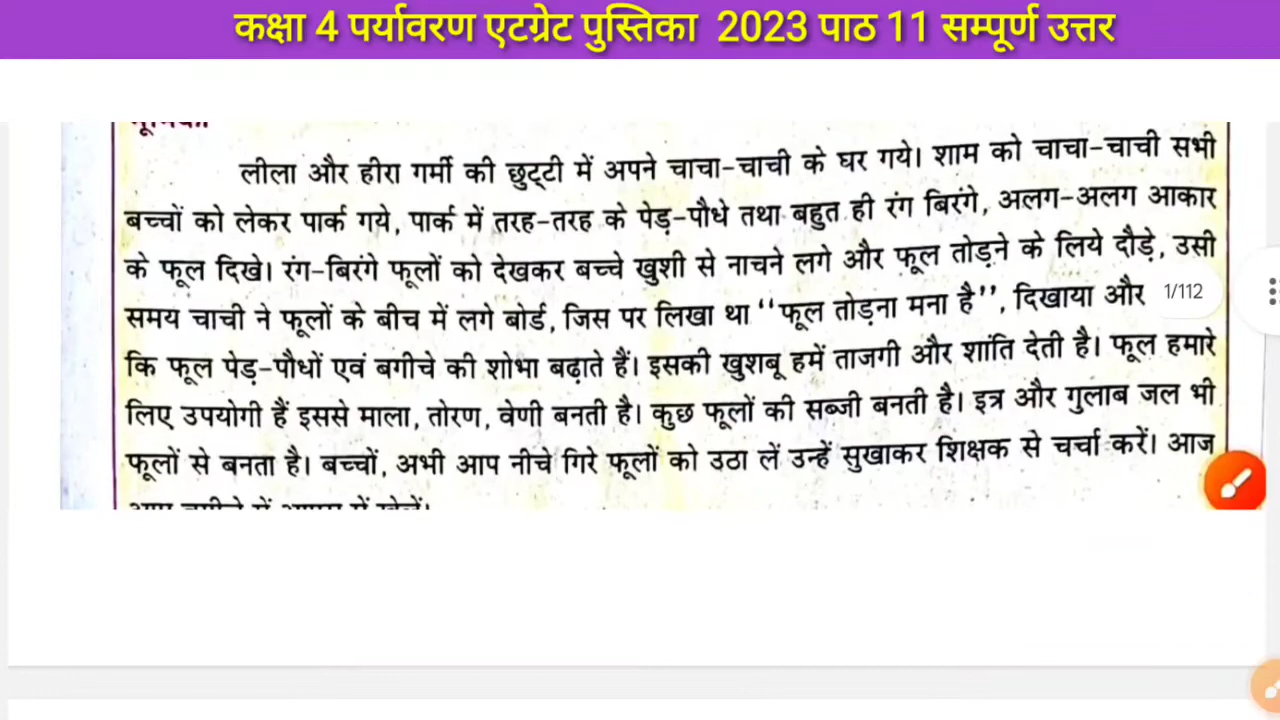 कक्षा 4 पर्यावरण एटग्रेट पुस्तिका 2023 पाठ 11 सम्पूर्ण उत्तर
लीला और हीरा गर्मी की छुट्टी में अपने चाचा-चाची के घर गये। शाम को चाचा-चाची सभी
बच्चों को लेकर पार्क गये, पार्क में तरह-तरह के पेड़-पौधे तथा बहुत ही रंग बिरंगे, अलग-अलग आकार
के फूल दिखे। रंग-बिरंगे फूलों को देखकर बच्चे खुशी से नाचने लगे और फूल तोड़ने के लिये दौड़े, उसी
समय चाची ने फूलों के बीच में लगे बोर्ड, जिस पर लिखा था "फूल तोड़ना मना है", दिखाया और
1/112
कि फूल पेड़-पौधों एवं बगीचे की शोभा बढ़ाते हैं। इसकी खुशबू हमें ताजगी और शांति देती है। फूल हमारे
लिए उपयोगी हैं इससे माला, तोरण, वेणी बनती है। कुछ फूलों की सब्जी बनती है। इत्र और गुलाब जल भी
फूलों से बनता है। बच्चों, अभी आप नीचे गिरे फूलों को उठा लें उन्हें सुखाकर शिक्षक से चर्चा करें। आज